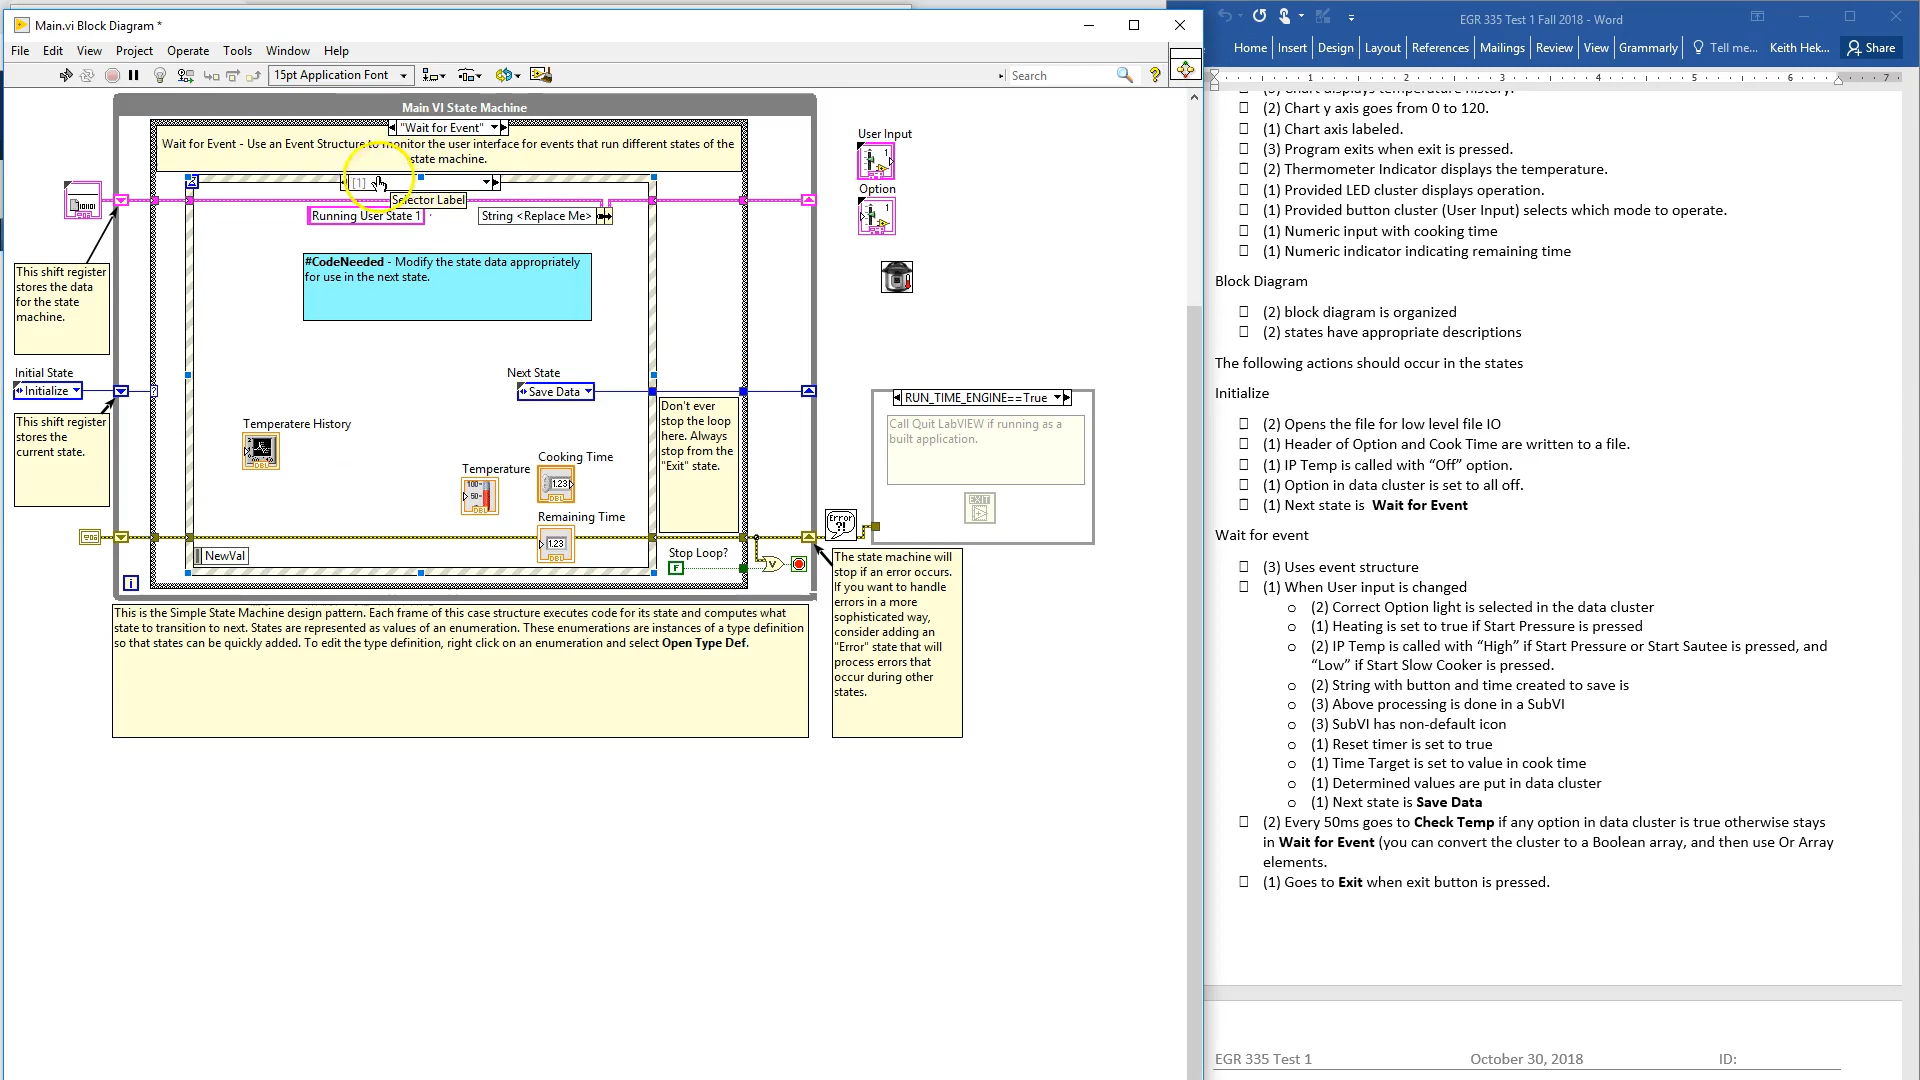 Main.vi Block Diagram *
File Edit View Project Operate Tools Window Help
15pt Application Font
Search
Main VI State Machine
"Wait for Event"
Wait for Event - Use an Event Structure to monitor the user interface for events that run different states of the
state machine.
[1]
Selector Label
Running User State 1
String <Replace Me>
#CodeNeeded - Modify the state data appropriately
for use in the next state.
This shift register
stores the data
for the state
machine.
Initial State
Initialize
This shift register
stores the
current state.
Next State
Save Data
Don't ever
stop the loop
here. Always
stop from the
"Exit" state.
Temperatere History
DBL
Temperature
100-
50-
DBL
Cooking Time
1.23
DBL
Remaining Time
1.23
DBL
NewVal
Stop Loop?
F
i
User Input
Option
RUN_TIME_ENGINE==True
Call Quit LabVIEW if running as a
built application.
EXIT
Error
?!
The state machine will
stop if an error occurs.
If you want to handle
errors in a more
sophisticated way,
consider adding an
"Error" state that will
process errors that
occur during other
states.
This is the Simple State Machine design pattern. Each frame of this case structure executes code for its state and computes what
state to transition to next. States are represented as values of an enumeration. These enumerations are instances of a type definition
so that states can be quickly added. To edit the type definition, right click on an enumeration and select Open Type Def.
EGR 335 Test 1 Fall 2018 - Word
Home Insert Design Layout References Mailings Review View Grammarly Tell me... Keith Hek... Share
1 2 3 4 5 6 7
(3) Chart displays temperature history.
(2) Chart y axis goes from 0 to 120.
(1) Chart axis labeled.
(3) Program exits when exit is pressed.
(2) Thermometer Indicator displays the temperature.
(1) Provided LED cluster displays operation.
(1) Provided button cluster (User Input) selects which mode to operate.
(1) Numeric input with cooking time
(1) Numeric indicator indicating remaining time
Block Diagram
(2) block diagram is organized
(2) states have appropriate descriptions
The following actions should occur in the states
Initialize
(2) Opens the file for low level file IO
(1) Header of Option and Cook Time are written to a file.
(1) IP Temp is called with “Off” option.
(1) Option in data cluster is set to all off.
(1) Next state is Wait for Event
Wait for event
(3) Uses event structure
(1) When User input is changed
o (2) Correct Option light is selected in the data cluster
o (1) Heating is set to true if Start Pressure is pressed
o (2) IP Temp is called with “High” if Start Pressure or Start Sautee is pressed, and
“Low” if Start Slow Cooker is pressed.
o (2) String with button and time created to save is
o (3) Above processing is done in a SubVI
o (3) SubVI has non-default icon
o (1) Reset timer is set to true
o (1) Time Target is set to value in cook time
o (1) Determined values are put in data cluster
o (1) Next state is Save Data
(2) Every 50ms goes to Check Temp if any option in data cluster is true otherwise stays
in Wait for Event (you can convert the cluster to a Boolean array, and then use Or Array
elements.
(1) Goes to Exit when exit button is pressed.
EGR 335 Test 1 October 30, 2018 ID: